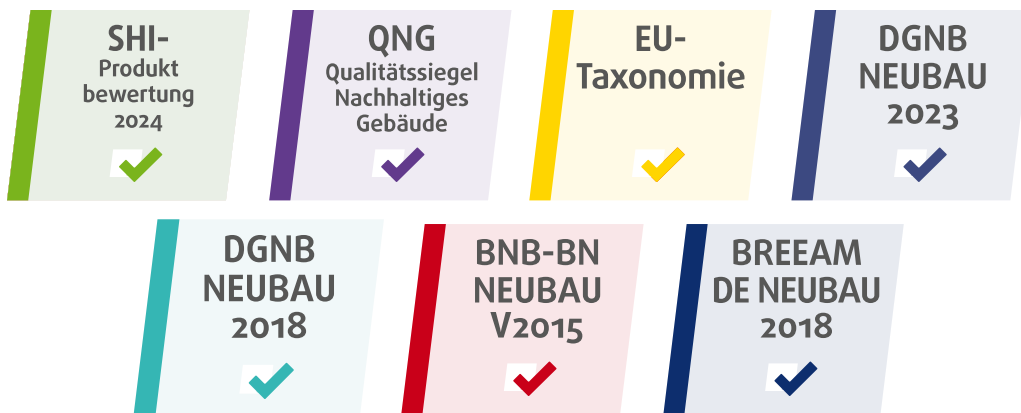 SHI-
Produkt
bewertung
2024
QNG
Qualitätssiegel
Nachhaltiges
Gebäude
EU-
Taxonomie
DGNB
NEUBAU
2023
DGNB
NEUBAU
2018
BNB-BN
NEUBAU
V2015
BREEAM
DE NEUBAU
2018